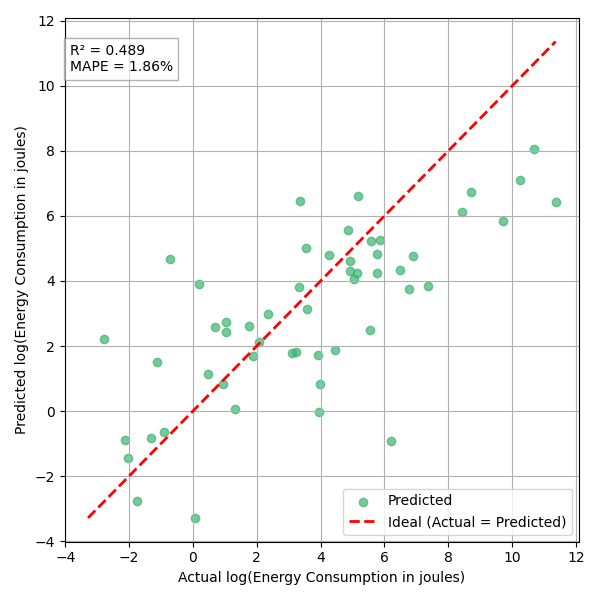 R² = 0.489
MAPE = 1.86%
12
10
8
6
4
2
0
−2
−4
Predicted log(Energy Consumption in joules)
Predicted
Ideal (Actual = Predicted)
−4 −2 0 2 4 6 8 10 12
Actual log(Energy Consumption in joules)